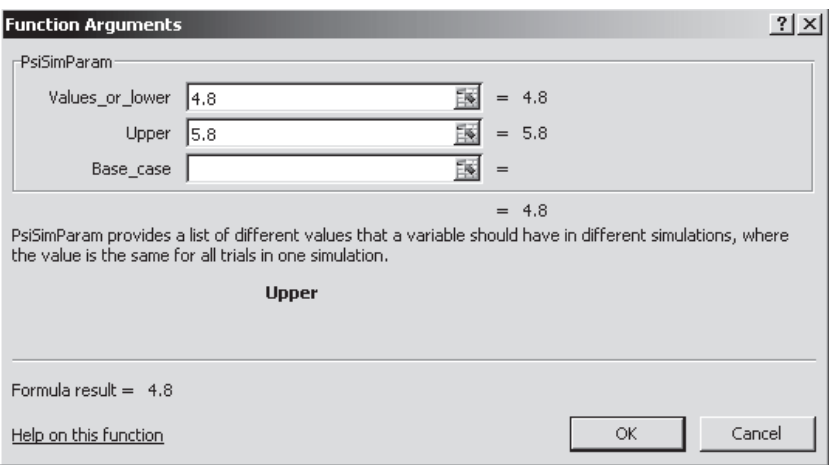 Function Arguments
PsiSimParam
Values_or_lower 4.8 = 4.8
Upper 5.8 = 5.8
Base_case =
= 4.8
PsiSimParam provides a list of different values that a variable should have in different simulations, where
the value is the same for all trials in one simulation.
Upper
Formula result = 4.8
Help on this function OK Cancel